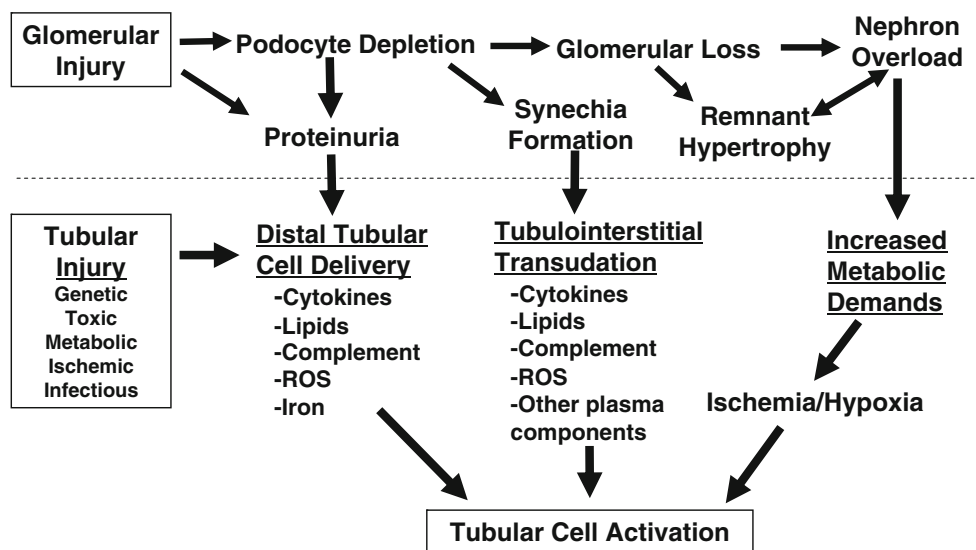 Glomerular
Injury
Podocyte Depletion
Glomerular Loss
Nephron
Overload
Proteinuria
Synechia
Formation
Remnant
Hypertrophy
Tubular
Injury
Genetic
Toxic
Metabolic
Ischemic
Infectious
Distal Tubular
Cell Delivery
-Cytokines
-Lipids
-Complement
-ROS
-Iron
Tubulointerstitial
Transudation
-Cytokines
-Lipids
-Complement
-ROS
-Other plasma
components
Increased
Metabolic
Demands
Ischemia/Hypoxia
Tubular Cell Activation